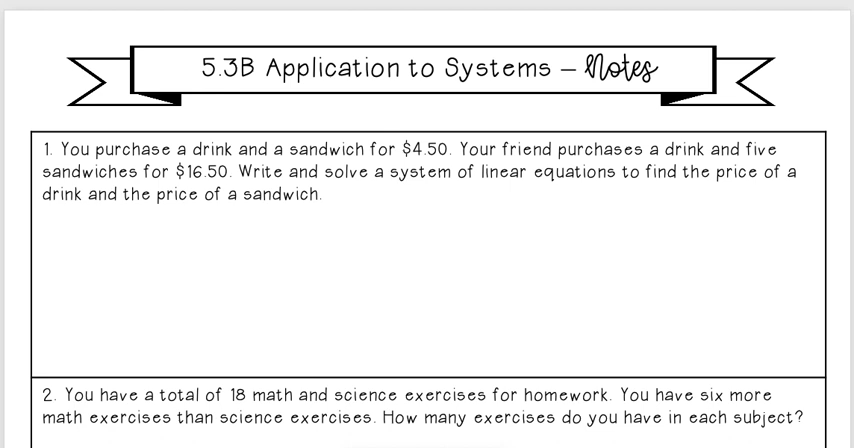 5.3B Application to Systems – Notes
1. You purchase a drink and a sandwich for $4.50. Your friend purchases a drink and five
sandwiches for $16.50. Write and solve a system of linear equations to find the price of a
drink and the price of a sandwich.
2. You have a total of 18 math and science exercises for homework. You have six more
math exercises than science exercises. How many exercises do you have in each subject?